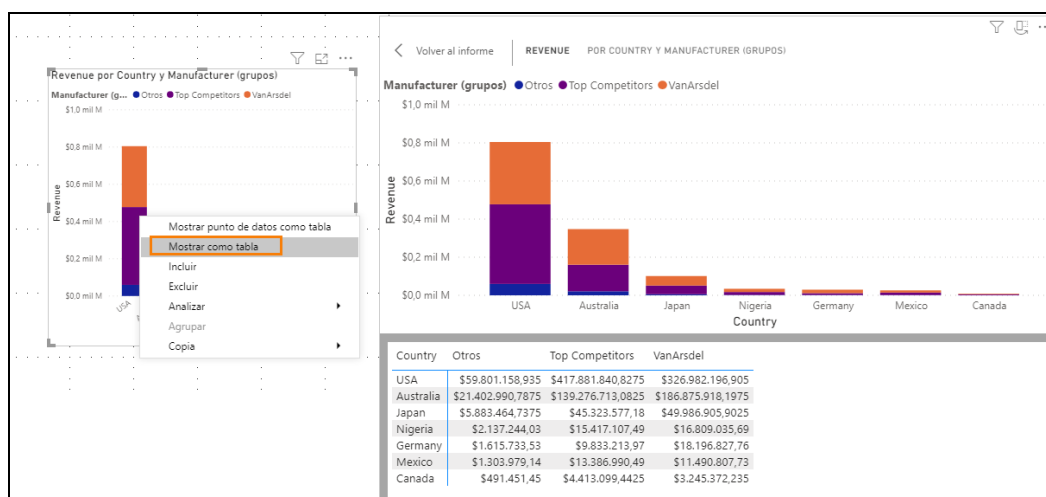 Revenue por Country y Manufacturer (grupos)
Manufacturer (g... Otros Top Competitors VanArsdel
$1,0 mil M
$0,8 mil M
$0,6 mil M
$0,4 mil M
$0,2 mil M
$0,0 mil M
Revenue
USA
Mostrar punto de datos como tabla
Mostrar como tabla
Incluir
Excluir
Analizar
Agrupar
Copia
Volver al informe REVENUE POR COUNTRY Y MANUFACTURER (GRUPOS)
Manufacturer (grupos) Otros Top Competitors VanArsdel
$1,0 mil M
$0,8 mil M
$0,6 mil M
$0,4 mil M
$0,2 mil M
$0,0 mil M
Revenue
USA Australia Japan Nigeria Germany Mexico Canada
Country
Country Otros Top Competitors VanArsdel
USA $59.801.158,935 $417.881.840,8275 $326.982.196,905
Australia $21.402.990,7875 $139.276.713,0825 $186.875.918,1975
Japan $5.883.464,7375 $45.323.577,18 $49.986.905,9025
Nigeria $2.137.244,03 $15.417.107,49 $16.809.035,69
Germany $1.615.733,53 $9.833.213,97 $18.196.827,76
Mexico $1.303.979,14 $13.386.990,49 $11.490.807,73
Canada $491.451,45 $4.413.099,4425 $3.245.372,235